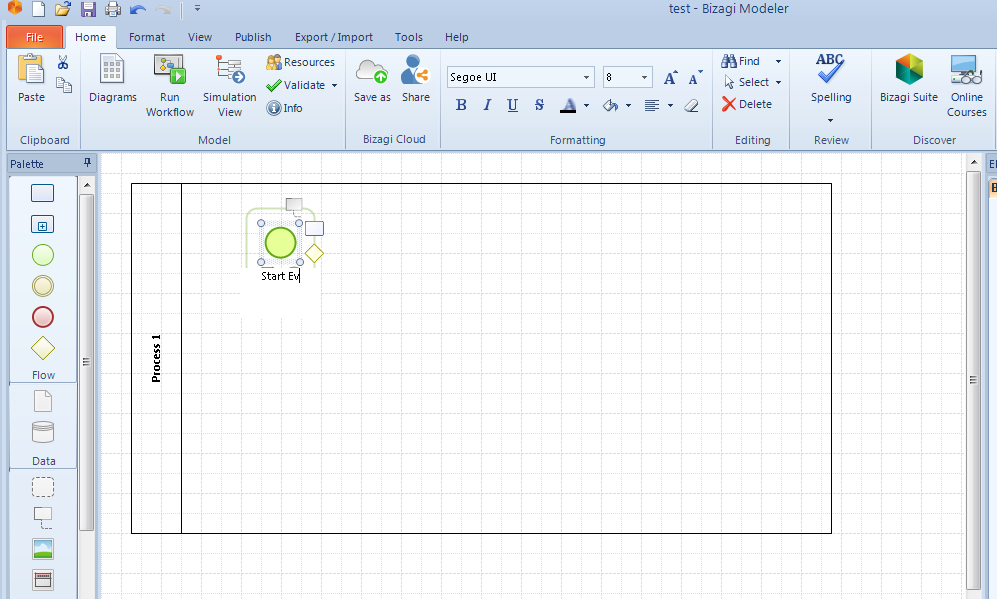 test - Bizagi Modeler
File Home Format View Publish Export / Import Tools Help
Paste
Clipboard
Diagrams
Run Workflow
Simulation View
Resources
Validate
Info
Model
Save as
Share
Bizagi Cloud
Segoe UI
8
A A
B I U S A
Formatting
Find
Select
Delete
Editing
ABC
Spelling
Review
Bizagi Suite
Online Courses
Discover
Palette
El
Flow
Data
Process 1
Start Ev